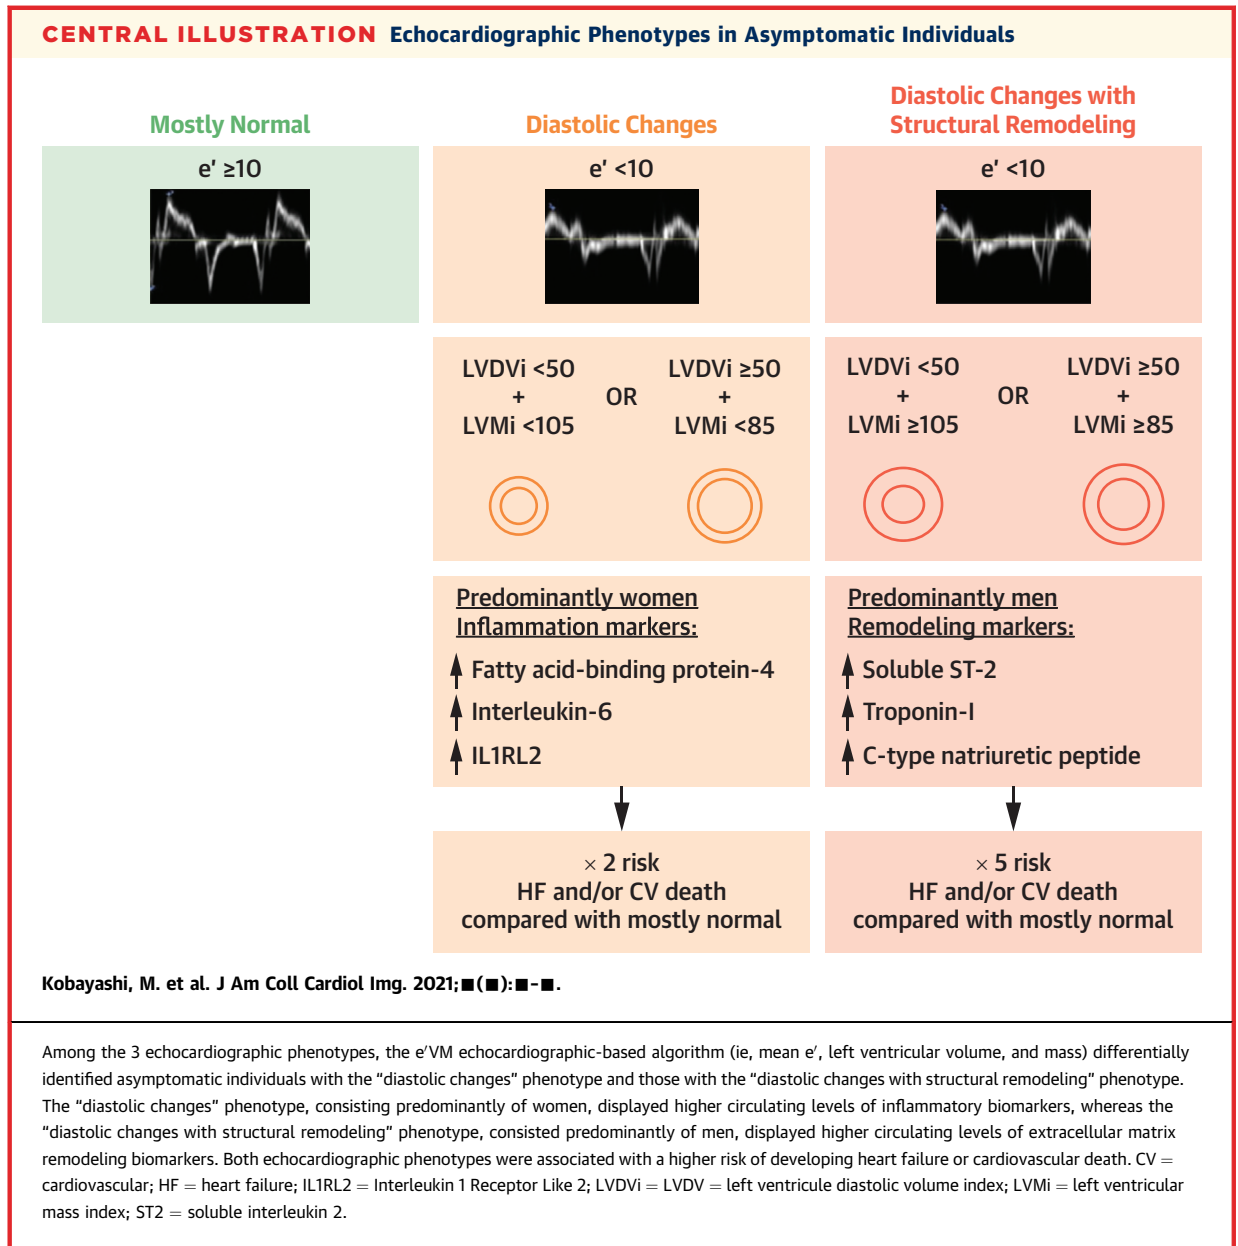 CENTRAL ILLUSTRATION Echocardiographic Phenotypes in Asymptomatic Individuals
Mostly Normal
e′ ≥10
Diastolic Changes
e′ <10
LVDVi <50
+
LVMi <105
OR
LVDVi ≥50
+
LVMi <85
Predominantly women
Inflammation markers:
Fatty acid-binding protein-4
Interleukin-6
IL1RL2
× 2 risk
HF and/or CV death
compared with mostly normal
Diastolic Changes with
Structural Remodeling
e′ <10
LVDVi <50
+
LVMi ≥105
OR
LVDVi ≥50
+
LVMi ≥85
Predominantly men
Remodeling markers:
Soluble ST-2
Troponin-I
C-type natriuretic peptide
× 5 risk
HF and/or CV death
compared with mostly normal
Kobayashi, M. et al. J Am Coll Cardiol Img. 2021;■(■):■-■.
Among the 3 echocardiographic phenotypes, the e′VM echocardiographic-based algorithm (ie, mean e′, left ventricular volume, and mass) differentially
identified asymptomatic individuals with the “diastolic changes” phenotype and those with the “diastolic changes with structural remodeling” phenotype.
The “diastolic changes” phenotype, consisting predominantly of women, displayed higher circulating levels of inflammatory biomarkers, whereas the
“diastolic changes with structural remodeling” phenotype, consisted predominantly of men, displayed higher circulating levels of extracellular matrix
remodeling biomarkers. Both echocardiographic phenotypes were associated with a higher risk of developing heart failure or cardiovascular death. CV =
cardiovascular; HF = heart failure; IL1RL2 = Interleukin 1 Receptor Like 2; LVDVi = LVDV = left ventricule diastolic volume index; LVMi = left ventricular
mass index; ST2 = soluble interleukin 2.